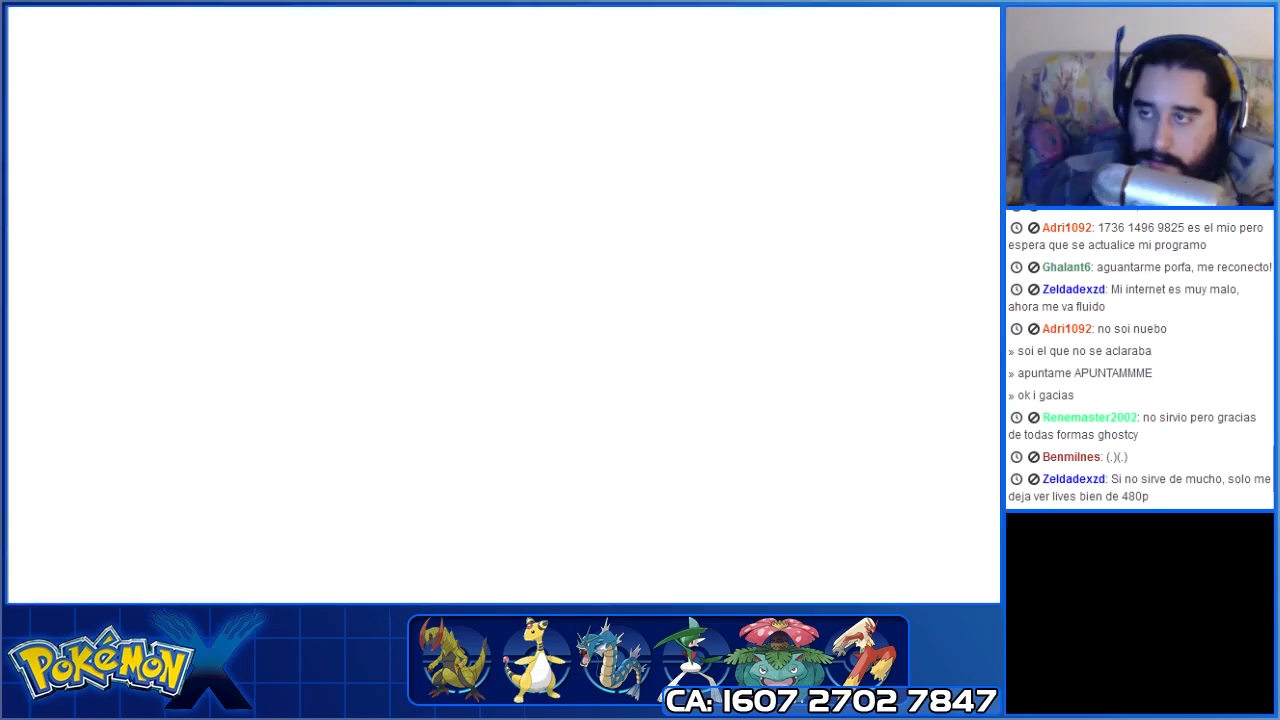 Adri1092: 1736 1496 9825 es el mio pero
espera que se actualice mi programo
Ghalant6: aguantarme porfa, me reconecto!
Zeldadexzd: Mi internet es muy malo,
ahora me va fluido
Adri1092: no soi nuebo
» soi el que no se aclaraba
» apuntame APUNTAMMME
» ok i gacias
Renemaster2002: no sirvio pero gracias
de todas formas ghostcy
Benmilnes: (.)(.)
Zeldadexzd: Si no sirve de mucho, solo me
deja ver lives bien de 480p
POKéMON X
CA: 1607 2702 7847